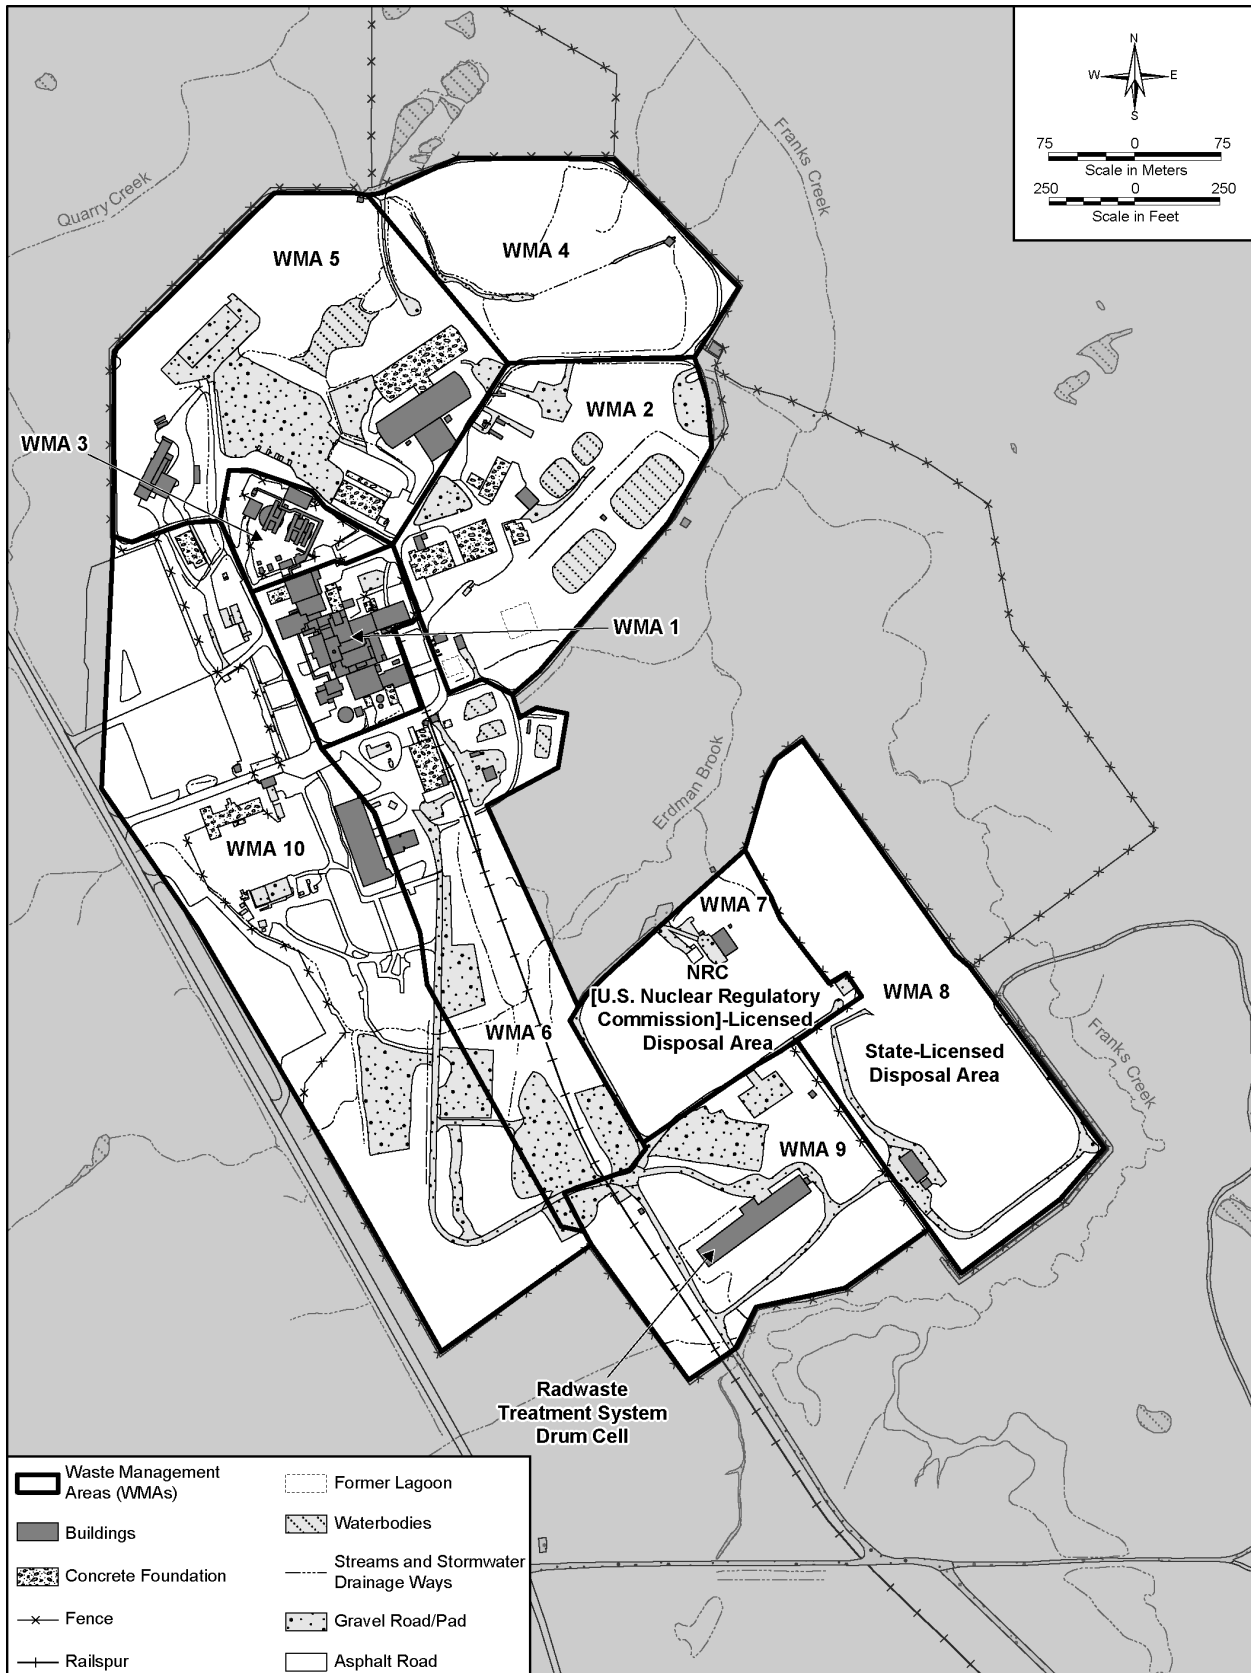 N
W E
S
75 0 75
Scale in Meters
250 0 250
Scale in Feet
Quarry Creek
Franks Creek
WMA 5
WMA 4
WMA 2
WMA 3
WMA 1
Erdman Brook
WMA 10
WMA 7
NRC
[U.S. Nuclear Regulatory
Commission]-Licensed
Disposal Area
WMA 8
State-Licensed
Disposal Area
WMA 6
Franks Creek
WMA 9
Radwaste
Treatment System
Drum Cell
Waste Management
Areas (WMAs)
Buildings
Concrete Foundation
Fence
Railspur
Former Lagoon
Waterbodies
Streams and Stormwater
Drainage Ways
Gravel Road/Pad
Asphalt Road